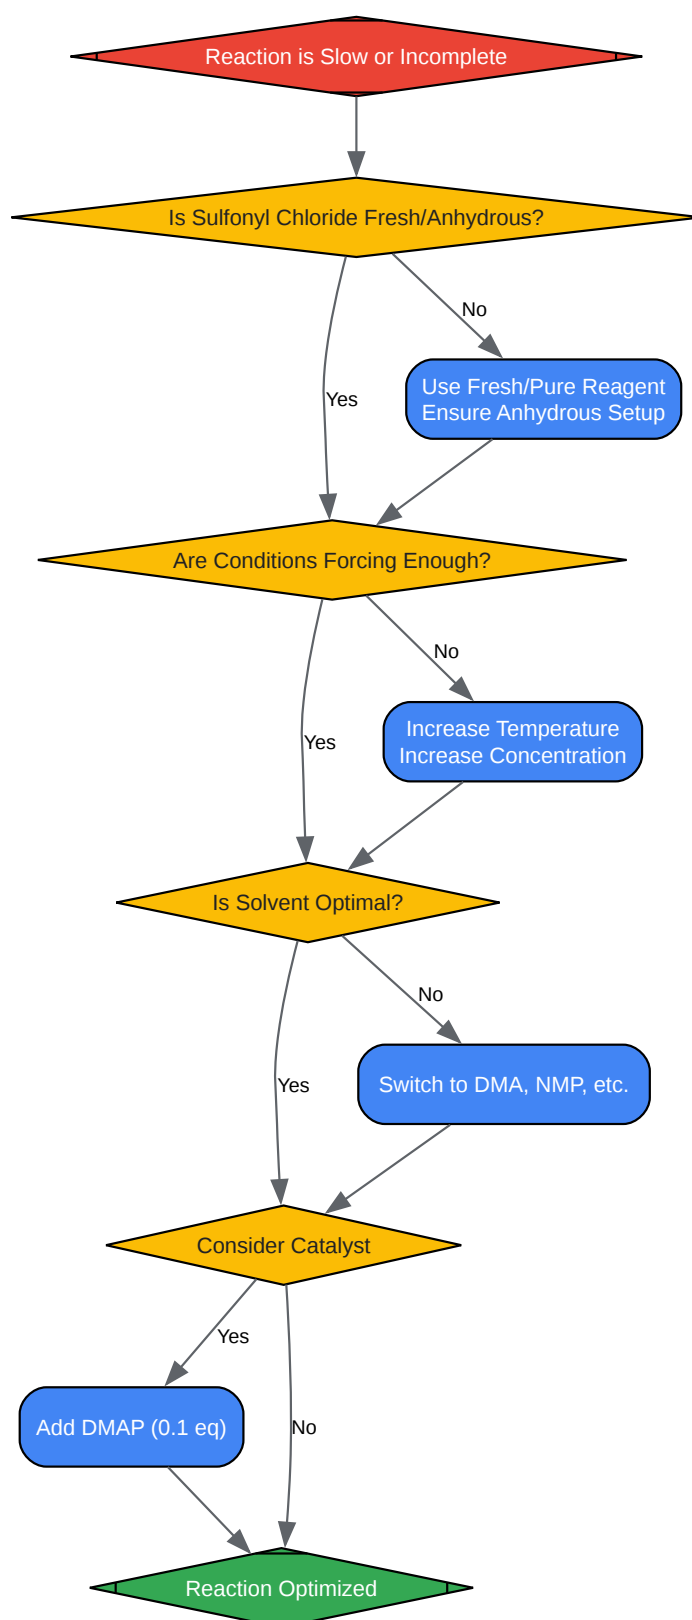 Reaction is Slow or Incomplete
Is Sulfonyl Chloride Fresh/Anhydrous?
No
Yes
Use Fresh/Pure Reagent
Ensure Anhydrous Setup
Are Conditions Forcing Enough?
No
Yes
Increase Temperature
Increase Concentration
Is Solvent Optimal?
No
Yes
Switch to DMA, NMP, etc.
Consider Catalyst
Yes
Add DMAP (0.1 eq)
No
Reaction Optimized